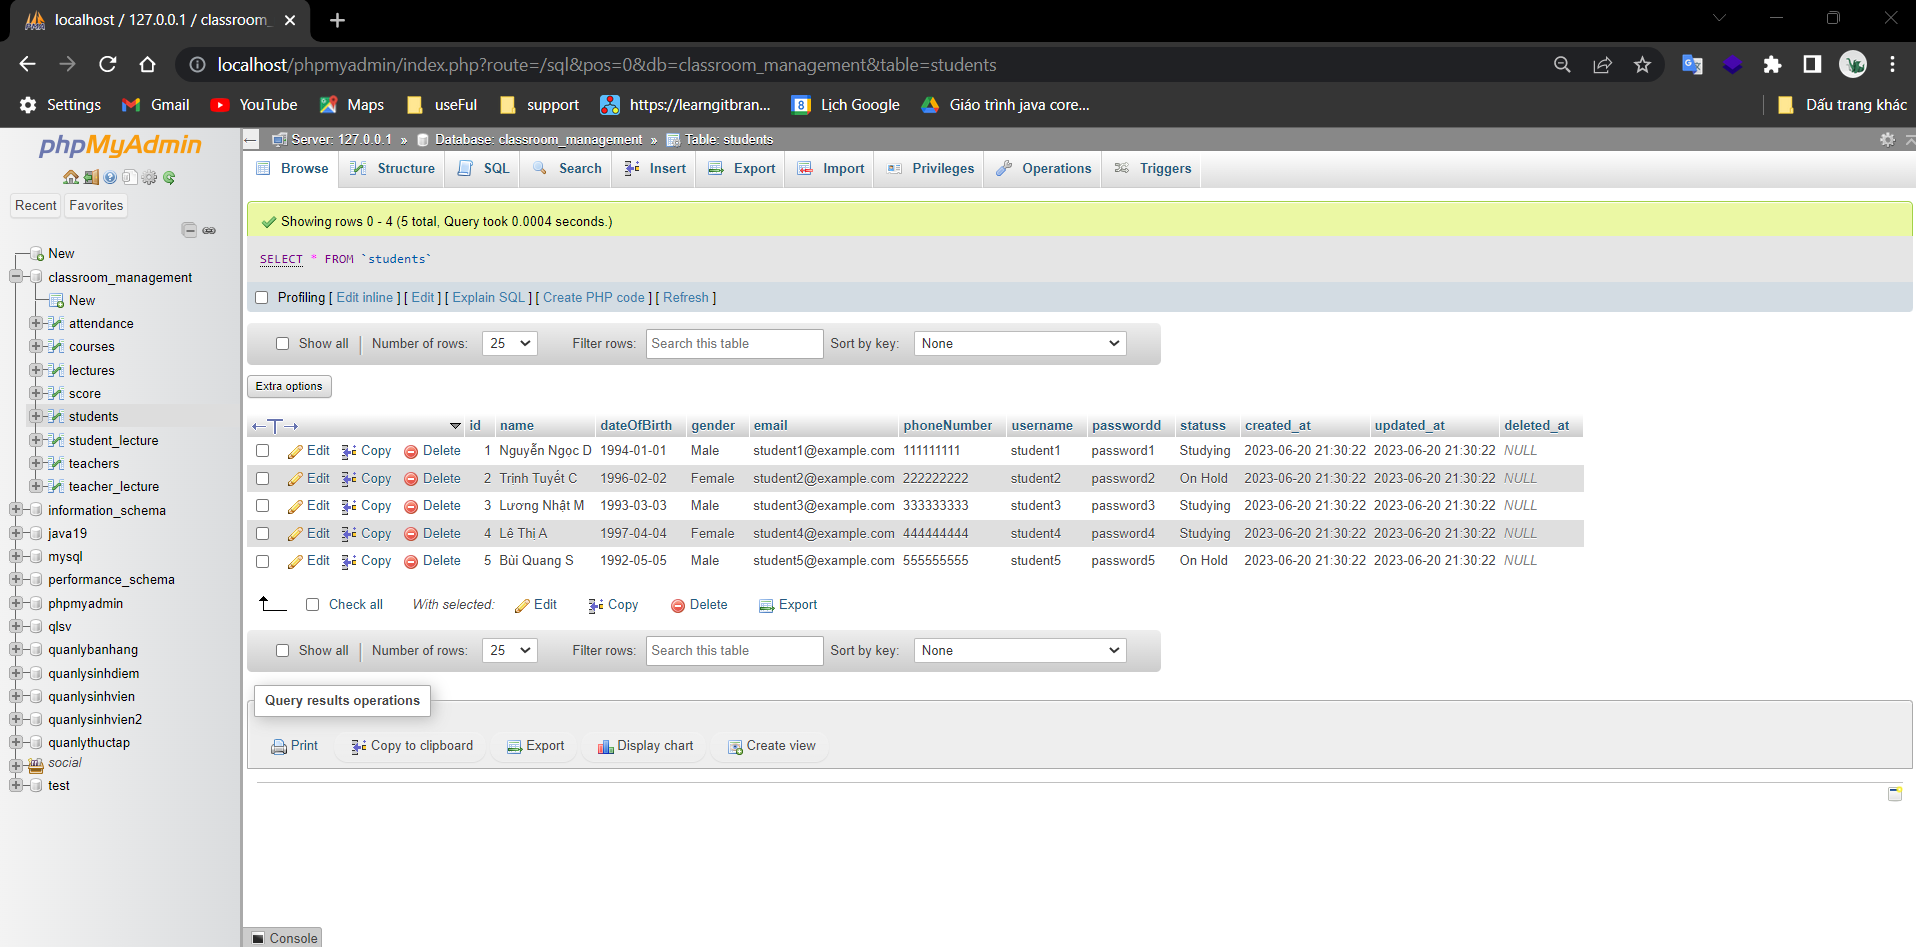 localhost / 127.0.0.1 / classroom_
localhost/phpmyadmin/index.php?route=/sql&pos=0&db=classroom_management&table=students
Settings Gmail YouTube Maps useFul support https://learngitbran... 8 Lịch Google Giáo trình java core... Dấu trang khác
phpMyAdmin
Recent Favorites
New
classroom_management
New
attendance
courses
lectures
score
students
student_lecture
teachers
teacher_lecture
information_schema
java19
mysql
performance_schema
phpmyadmin
qlsv
quanlybanhang
quanlysinhdiem
quanlysinhvien
quanlysinhvien2
quanlythuctap
social
test
Server: 127.0.0.1 » Database: classroom_management » Table: students
Browse Structure SQL Search Insert Export Import Privileges Operations Triggers
Showing rows 0 - 4 (5 total, Query took 0.0004 seconds.)
SELECT * FROM `students`
Profiling [ Edit inline ] [ Edit ] [ Explain SQL ] [ Create PHP code ] [ Refresh ]
Show all Number of rows: 25 Filter rows: Search this table Sort by key: None
Extra options
←T→ id name dateOfBirth gender email phoneNumber username passwordd statuss created_at updated_at deleted_at
Edit Copy Delete 1 Nguyễn Ngọc D 1994-01-01 Male student1@example.com 111111111 student1 password1 Studying 2023-06-20 21:30:22 2023-06-20 21:30:22 NULL
Edit Copy Delete 2 Trịnh Tuyết C 1996-02-02 Female student2@example.com 222222222 student2 password2 On Hold 2023-06-20 21:30:22 2023-06-20 21:30:22 NULL
Edit Copy Delete 3 Lương Nhật M 1993-03-03 Male student3@example.com 333333333 student3 password3 Studying 2023-06-20 21:30:22 2023-06-20 21:30:22 NULL
Edit Copy Delete 4 Lê Thị A 1997-04-04 Female student4@example.com 444444444 student4 password4 Studying 2023-06-20 21:30:22 2023-06-20 21:30:22 NULL
Edit Copy Delete 5 Bùi Quang S 1992-05-05 Male student5@example.com 555555555 student5 password5 On Hold 2023-06-20 21:30:22 2023-06-20 21:30:22 NULL
Check all With selected: Edit Copy Delete Export
Show all Number of rows: 25 Filter rows: Search this table Sort by key: None
Query results operations
Print Copy to clipboard Export Display chart Create view
Console